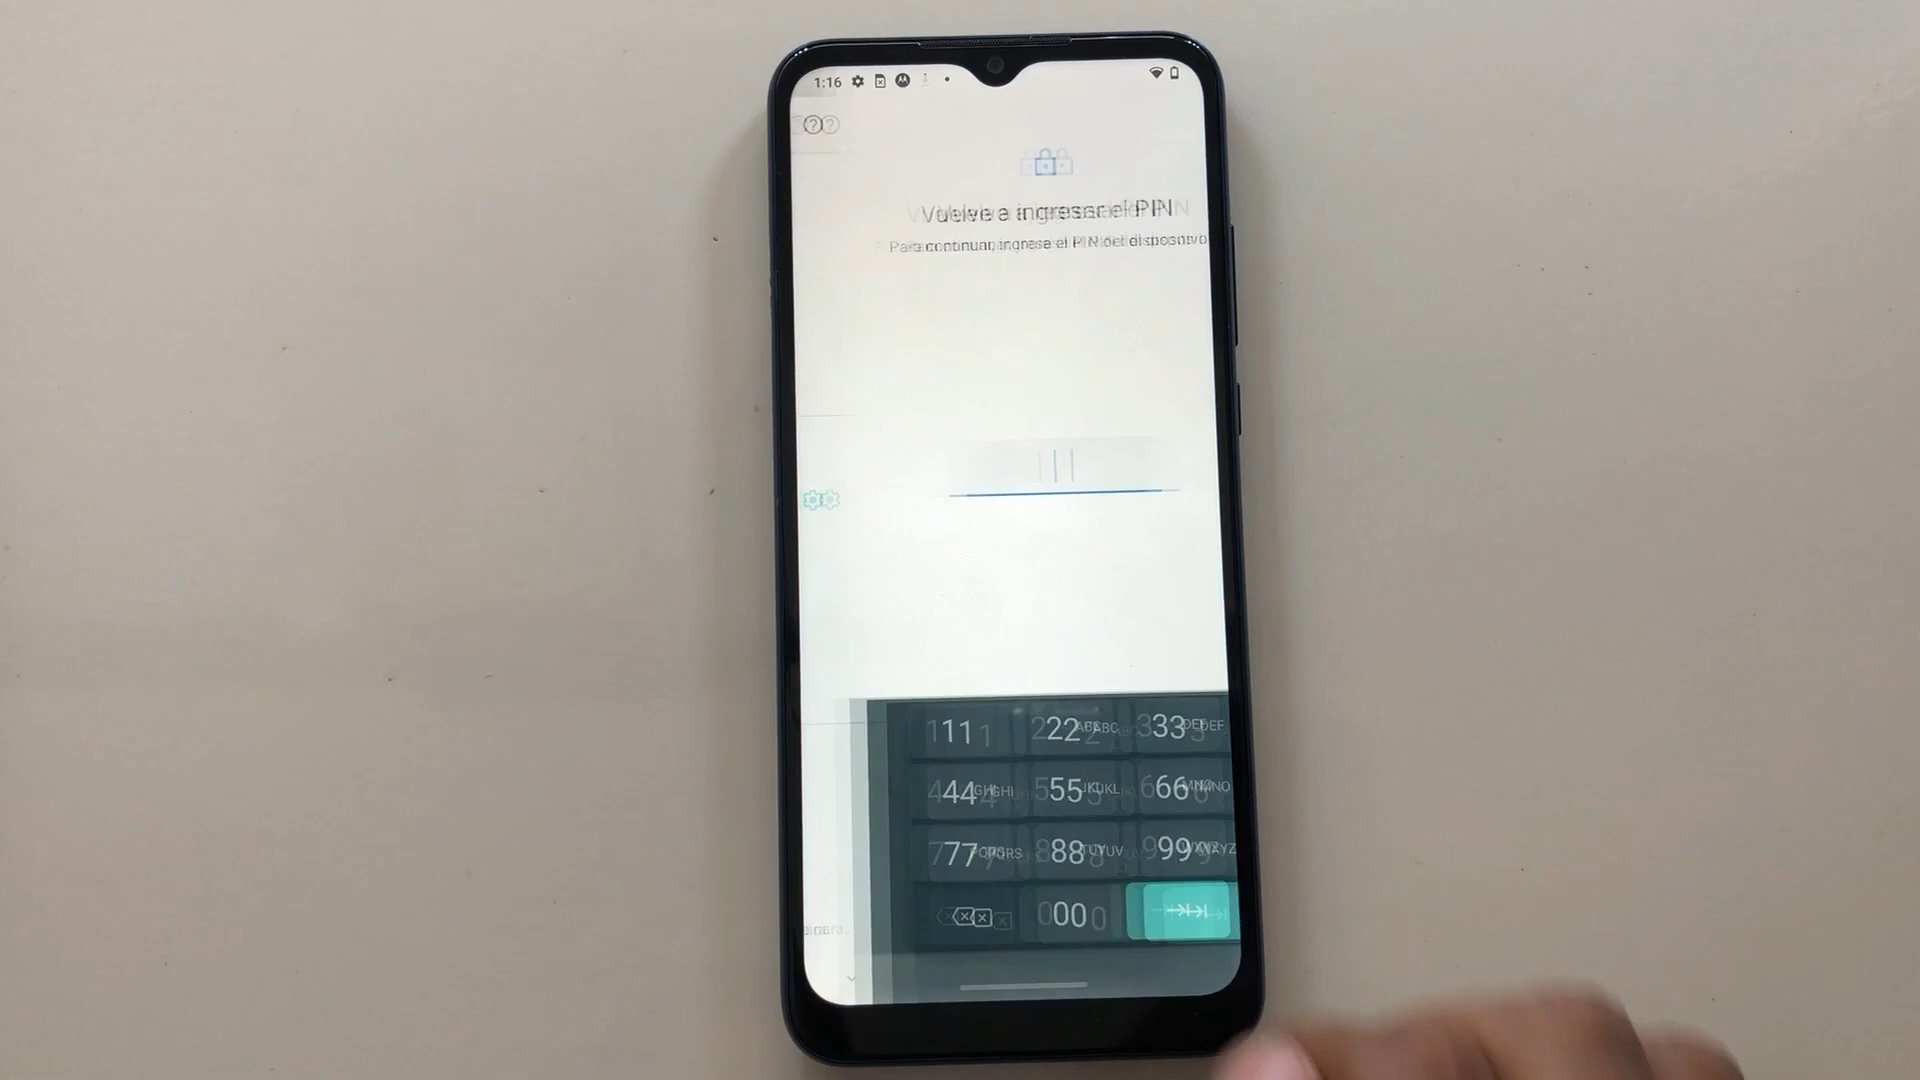 1:16
Vuelve a ingresar el PIN
Para continuar, ingresa el PIN del dispositivo
1
2 ABC
3 DEF
4 GHI
5 JKL
6 MNO
7 PQRS
8 TUV
9 WXYZ
0